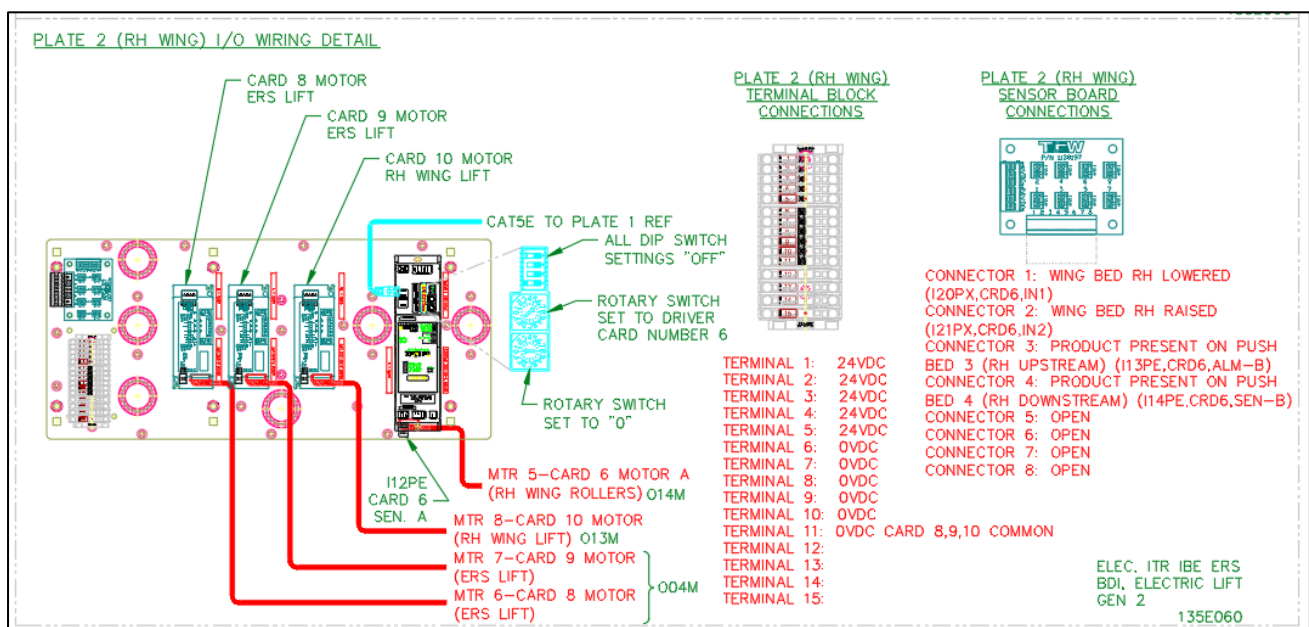 PLATE 2 (RH WING) I/O WIRING DETAIL
CARD 8 MOTOR
ERS LIFT
CARD 9 MOTOR
ERS LIFT
CARD 10 MOTOR
RH WING LIFT
CAT5E TO PLATE 1 REF
ALL DIP SWITCH
SETTINGS "OFF"
ROTARY SWITCH
SET TO DRIVER
CARD NUMBER 6
ROTARY SWITCH
SET TO "0"
I12PE
CARD 6
SEN. A
MTR 5-CARD 6 MOTOR A
(RH WING ROLLERS) O14M
MTR 8-CARD 10 MOTOR
(RH WING LIFT) O13M
MTR 7-CARD 9 MOTOR
(ERS LIFT)
MTR 6-CARD 8 MOTOR
(ERS LIFT)
O04M
PLATE 2 (RH WING)
TERMINAL BLOCK
CONNECTIONS
TERMINAL 1: 24VDC
TERMINAL 2: 24VDC
TERMINAL 3: 24VDC
TERMINAL 4: 24VDC
TERMINAL 5: 24VDC
TERMINAL 6: 0VDC
TERMINAL 7: 0VDC
TERMINAL 8: 0VDC
TERMINAL 9: 0VDC
TERMINAL 10: 0VDC
TERMINAL 11: 0VDC CARD 8,9,10 COMMON
TERMINAL 12:
TERMINAL 13:
TERMINAL 14:
TERMINAL 15:
PLATE 2 (RH WING)
SENSOR BOARD
CONNECTIONS
TGW
1 2 3 4 5 6 7 8
CONNECTOR 1: WING BED RH LOWERED
(I20PX,CRD6,IN1)
CONNECTOR 2: WING BED RH RAISED
(I21PX,CRD6,IN2)
CONNECTOR 3: PRODUCT PRESENT ON PUSH
BED 3 (RH UPSTREAM) (I13PE,CRD6,ALM-B)
CONNECTOR 4: PRODUCT PRESENT ON PUSH
BED 4 (RH DOWNSTREAM) (I14PE,CRD6,SEN-B)
CONNECTOR 5: OPEN
CONNECTOR 6: OPEN
CONNECTOR 7: OPEN
CONNECTOR 8: OPEN
ELEC, ITR IBE ERS
BDI, ELECTRIC LIFT
GEN 2
135E060